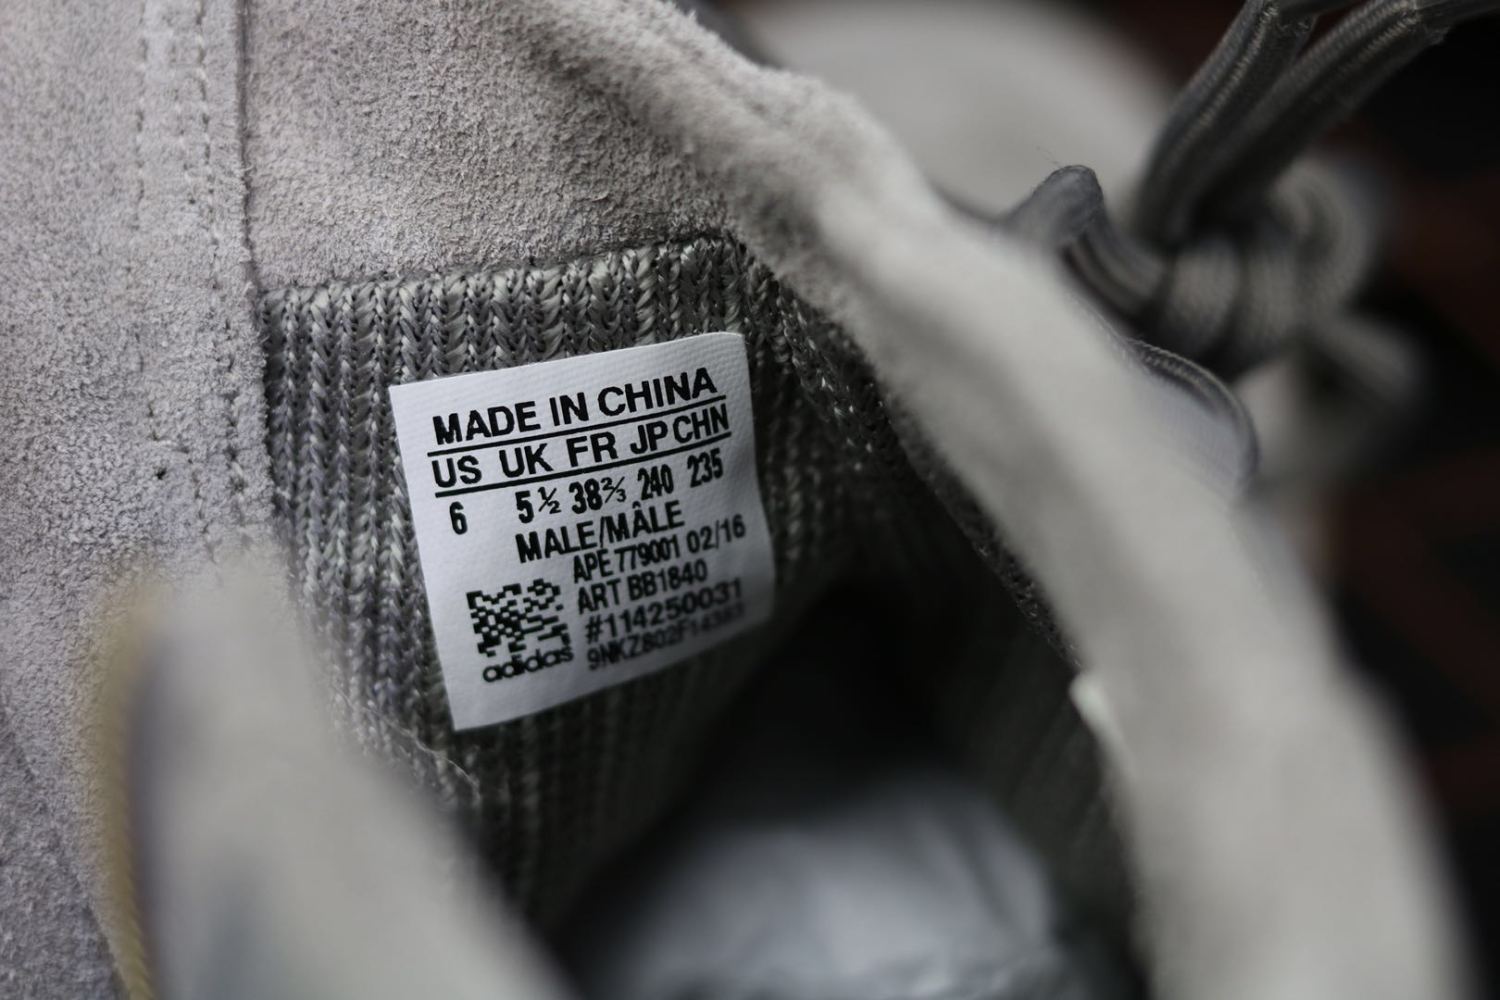 MADE IN CHINA
US UK FR JP CHN
6 5½ 38⅔ 240 235
MALE/MÂLE
APE 779001 02/16
ART BB1840
#114250031
adidas